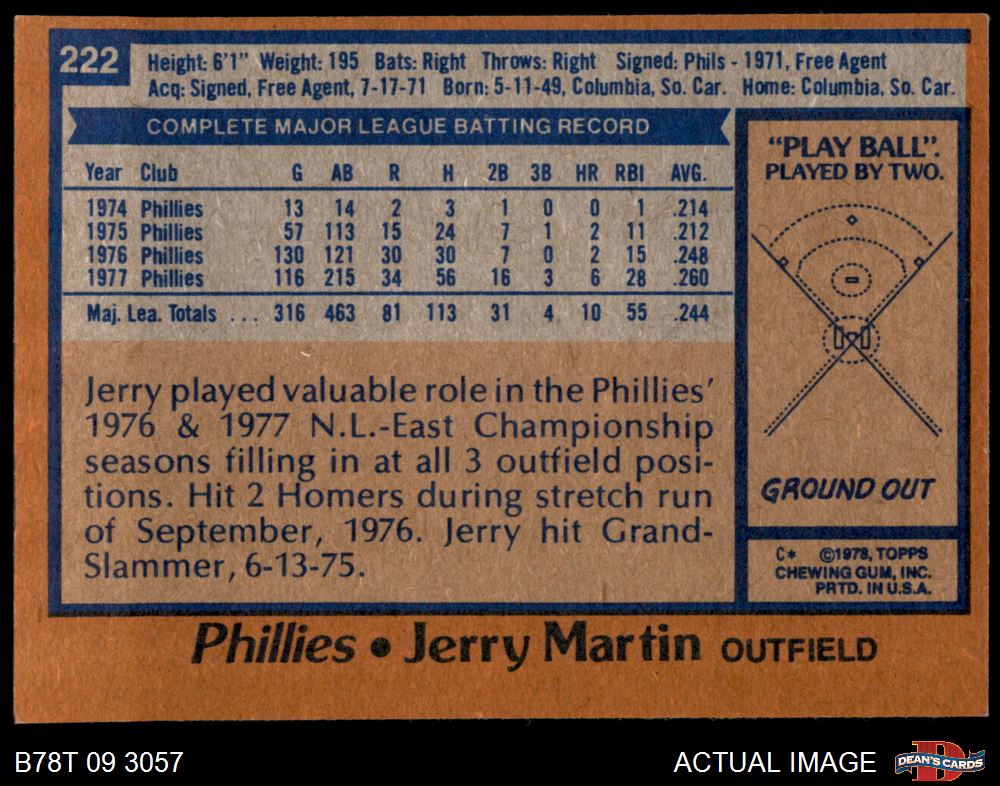 222
Height: 6'1" Weight: 195 Bats: Right Throws: Right Signed: Phils - 1971, Free Agent
Acq: Signed, Free Agent, 7-17-71 Born: 5-11-49, Columbia, So. Car. Home: Columbia, So. Car.
COMPLETE MAJOR LEAGUE BATTING RECORD
Year Club G AB R H 2B 3B HR RBI AVG.
1974 Phillies 13 14 2 3 1 0 0 1 .214
1975 Phillies 57 113 15 24 7 1 2 11 .212
1976 Phillies 130 121 30 30 7 0 2 15 .248
1977 Phillies 116 215 34 56 16 3 6 28 .260
Maj. Lea. Totals . . . 316 463 81 113 31 4 10 55 .244
Jerry played valuable role in the Phillies'
1976 & 1977 N.L.-East Championship
seasons filling in at all 3 outfield posi-
tions. Hit 2 Homers during stretch run
of September, 1976. Jerry hit Grand-
Slammer, 6-13-75.
"PLAY BALL".
PLAYED BY TWO.
GROUND OUT
C* ©1978, TOPPS
CHEWING GUM, INC.
PRTD. IN U.S.A.
Phillies • Jerry Martin OUTFIELD
B78T 09 3057
ACTUAL IMAGE
D
DEAN'S CARDS